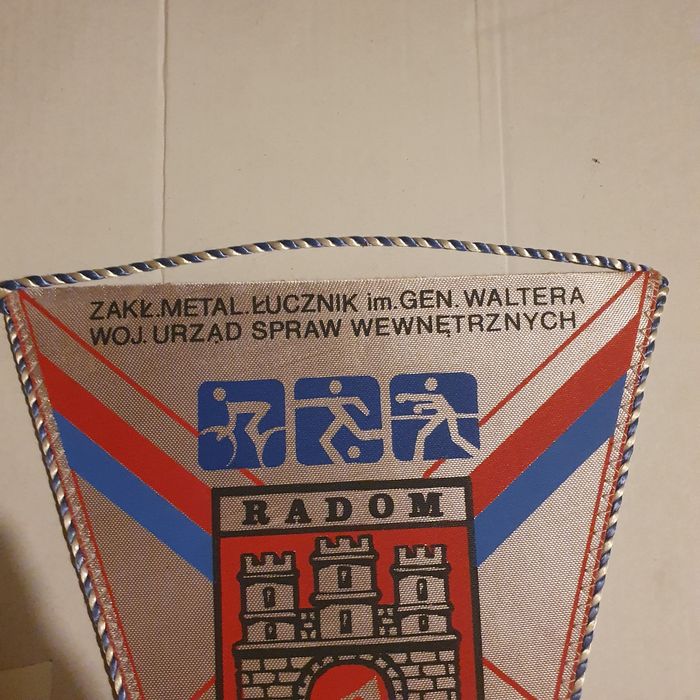 ZAKŁ.METAL.ŁUCZNIK im.GEN.WALTERA
WOJ.URZĄD SPRAW WEWNĘTRZNYCH
RADOM